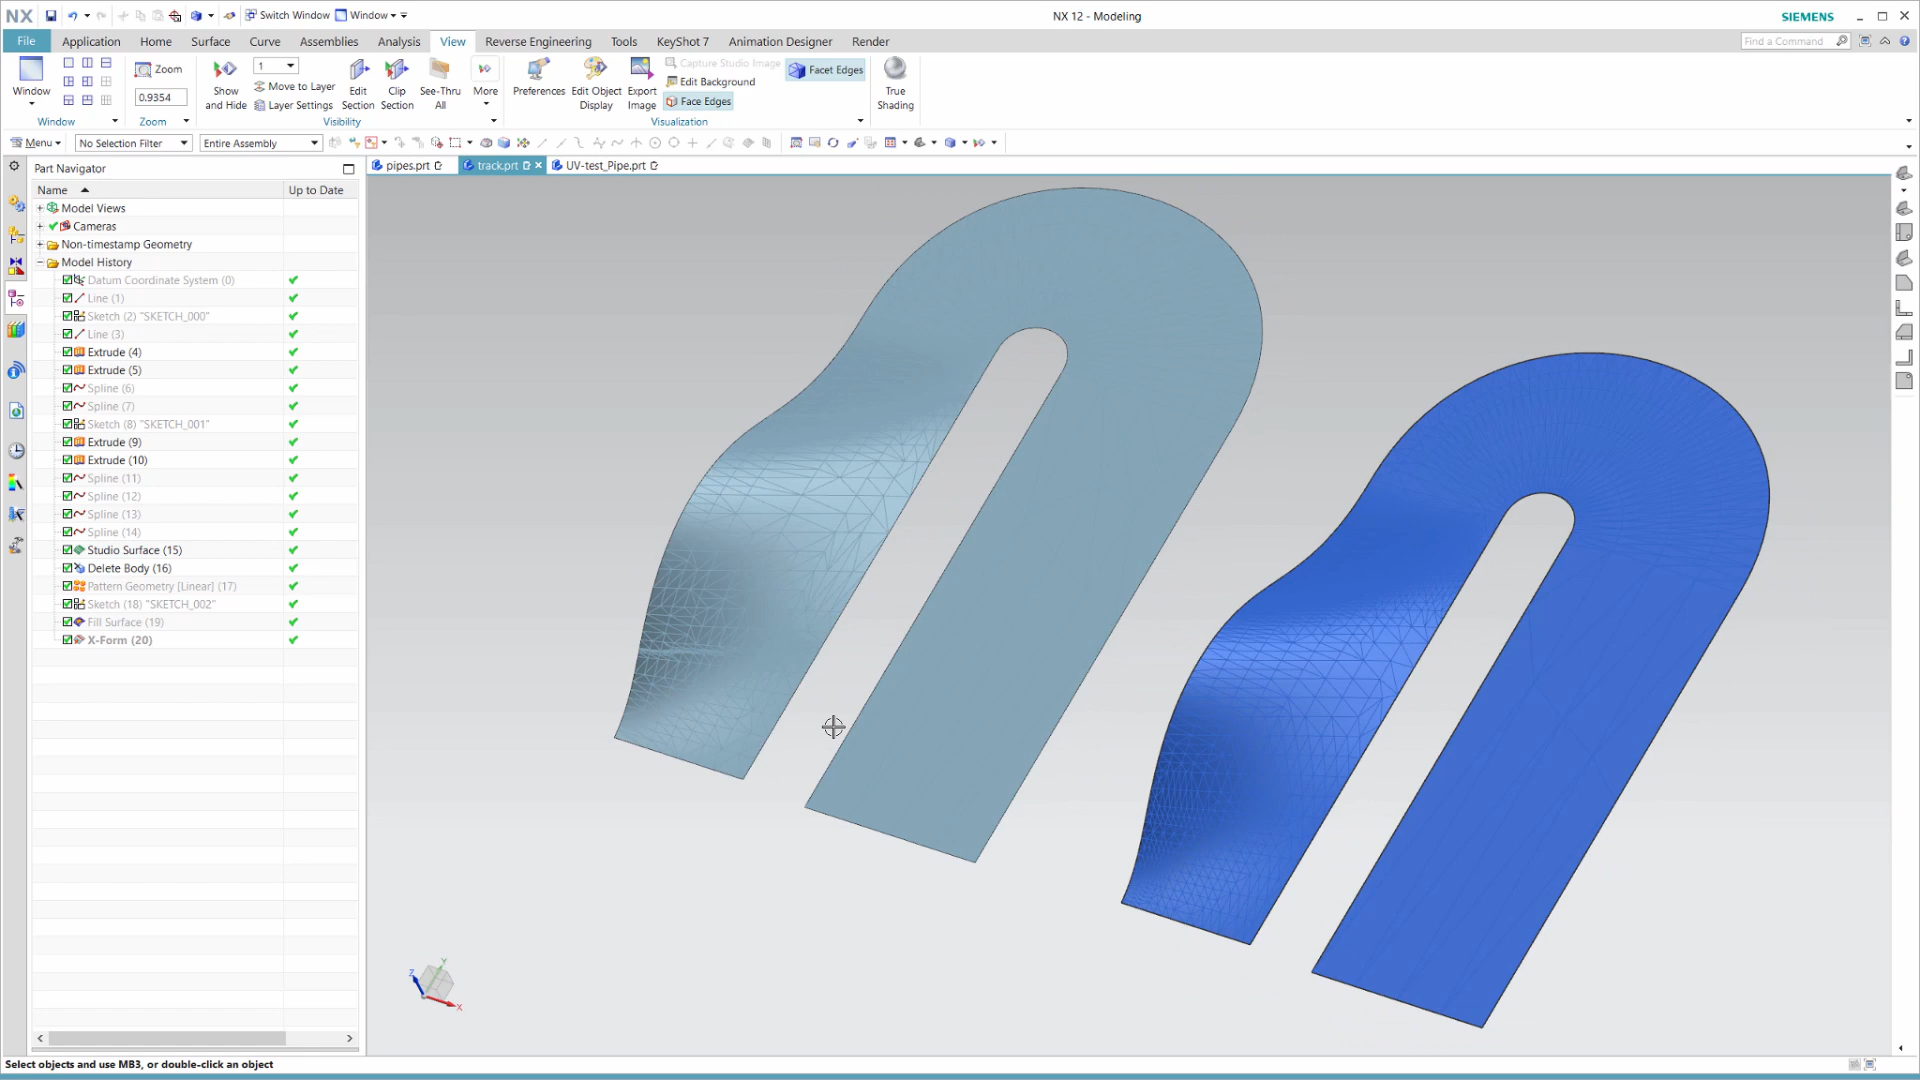 NX
Switch Window
Window
NX 12 - Modeling
SIEMENS
File
Application
Home
Surface
Curve
Assemblies
Analysis
View
Reverse Engineering
Tools
KeyShot 7
Animation Designer
Render
Find a Command
Window
Zoom
0.9354
Show and Hide
1
Move to Layer
Layer Settings
Edit Section
Clip Section
See-Thru All
More
Preferences
Edit Object Display
Export Image
Capture Studio Image
Edit Background
Face Edges
Facet Edges
True Shading
Window
Zoom
Visibility
Visualization
Menu
No Selection Filter
Entire Assembly
Part Navigator
pipes.prt
track.prt
UV-test_Pipe.prt
Name
Up to Date
Model Views
Cameras
Non-timestamp Geometry
Model History
Datum Coordinate System (0)
Line (1)
Sketch (2) "SKETCH_000"
Line (3)
Extrude (4)
Extrude (5)
Spline (6)
Spline (7)
Sketch (8) "SKETCH_001"
Extrude (9)
Extrude (10)
Spline (11)
Spline (12)
Spline (13)
Spline (14)
Studio Surface (15)
Delete Body (16)
Pattern Geometry [Linear] (17)
Sketch (18) "SKETCH_002"
Fill Surface (19)
X-Form (20)
Z
Y
X
Select objects and use MB3, or double-click an object